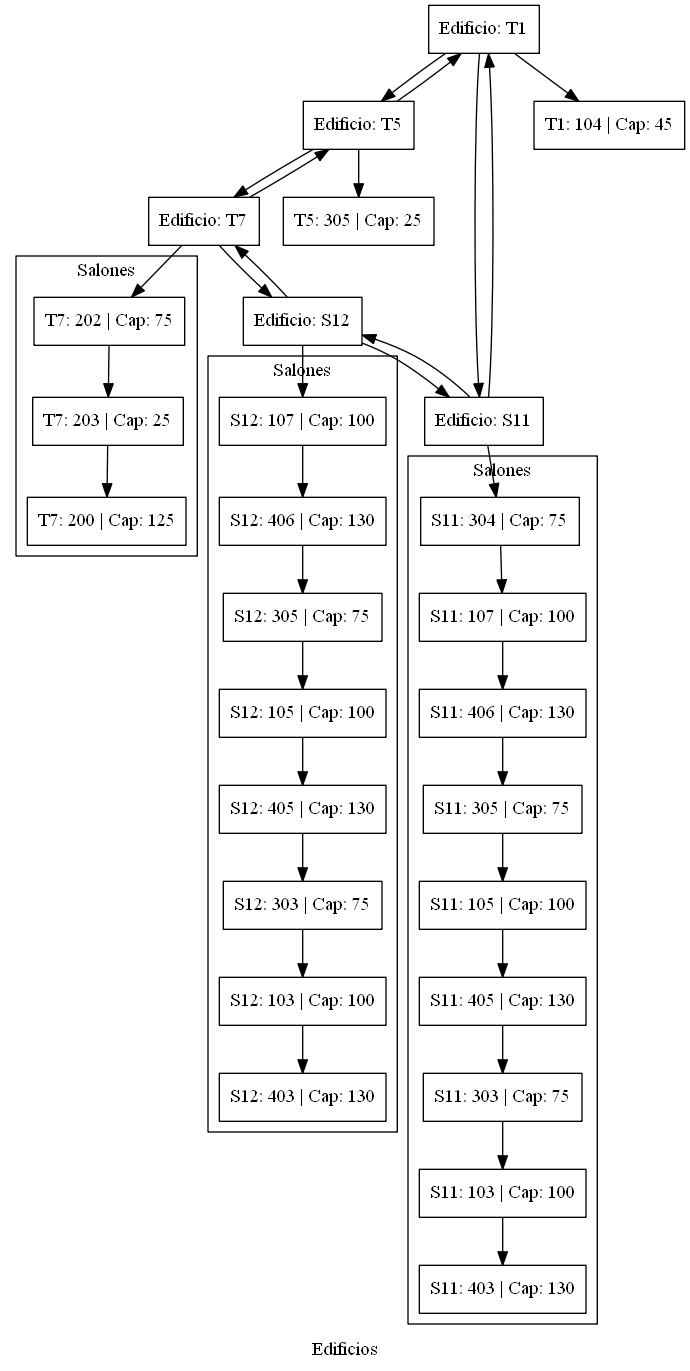 Edificio: T1
Edificio: T5
T1: 104 | Cap: 45
Edificio: T7
T5: 305 | Cap: 25
Salones
T7: 202 | Cap: 75
T7: 203 | Cap: 25
T7: 200 | Cap: 125
Edificio: S12
Salones
S12: 107 | Cap: 100
S12: 406 | Cap: 130
S12: 305 | Cap: 75
S12: 105 | Cap: 100
S12: 405 | Cap: 130
S12: 303 | Cap: 75
S12: 103 | Cap: 100
S12: 403 | Cap: 130
Edificio: S11
Salones
S11: 304 | Cap: 75
S11: 107 | Cap: 100
S11: 406 | Cap: 130
S11: 305 | Cap: 75
S11: 105 | Cap: 100
S11: 405 | Cap: 130
S11: 303 | Cap: 75
S11: 103 | Cap: 100
S11: 403 | Cap: 130
Edificios